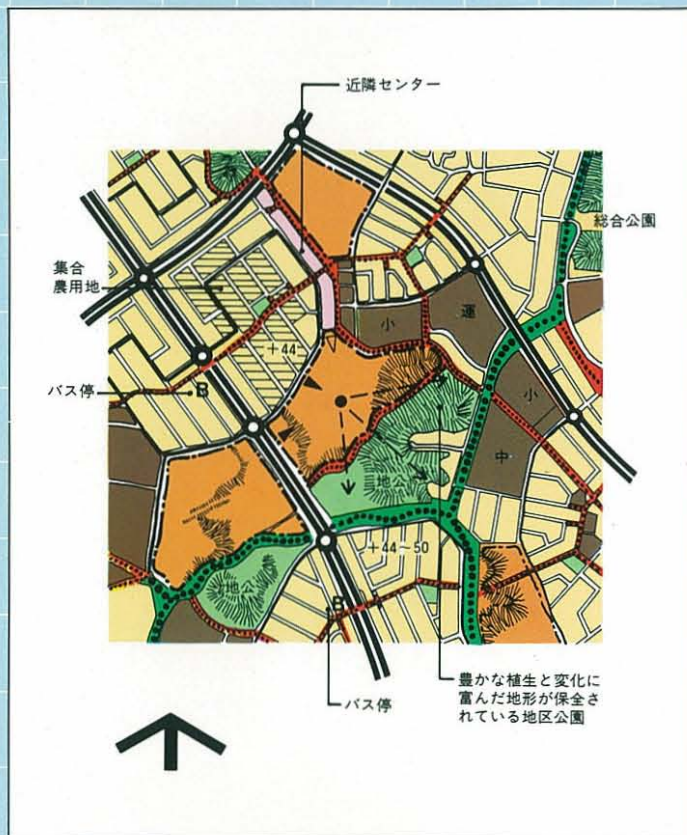 近隣センター
総合公園
集合
農用地
運
小
+44
小
バス停
B
中
地公
+44~50
地公
B
バス停
豊かな植生と変化に
富んだ地形が保全さ
れている地区公園